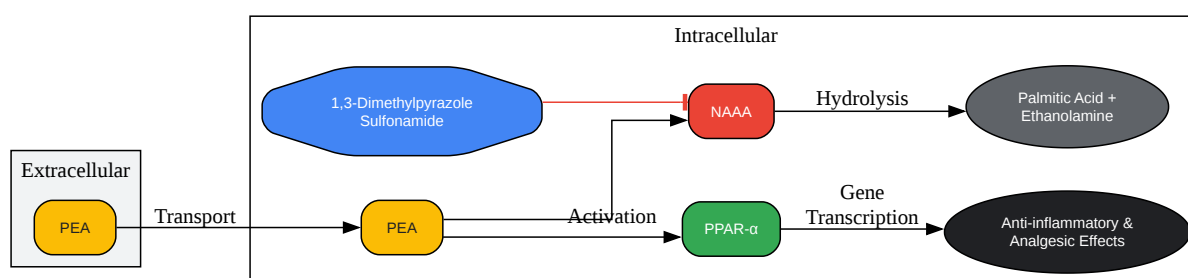 Intracellular
1,3-Dimethylpyrazole
Sulfonamide
NAAA
Hydrolysis
Palmitic Acid +
Ethanolamine
Extracellular
PEA
Transport
PEA
Activation
PPAR-α
Gene
Transcription
Anti-inflammatory &
Analgesic Effects